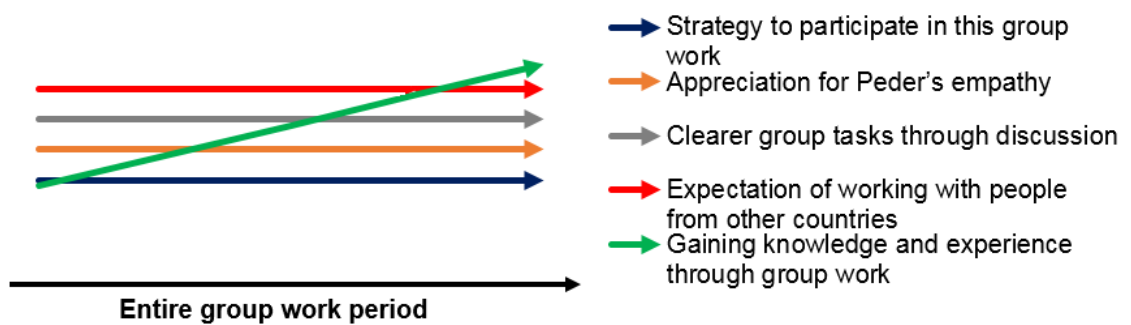 Strategy to participate in this group
work
Appreciation for Peder's empathy
Clearer group tasks through discussion
Expectation of working with people
from other countries
Gaining knowledge and experience
through group work
Entire group work period